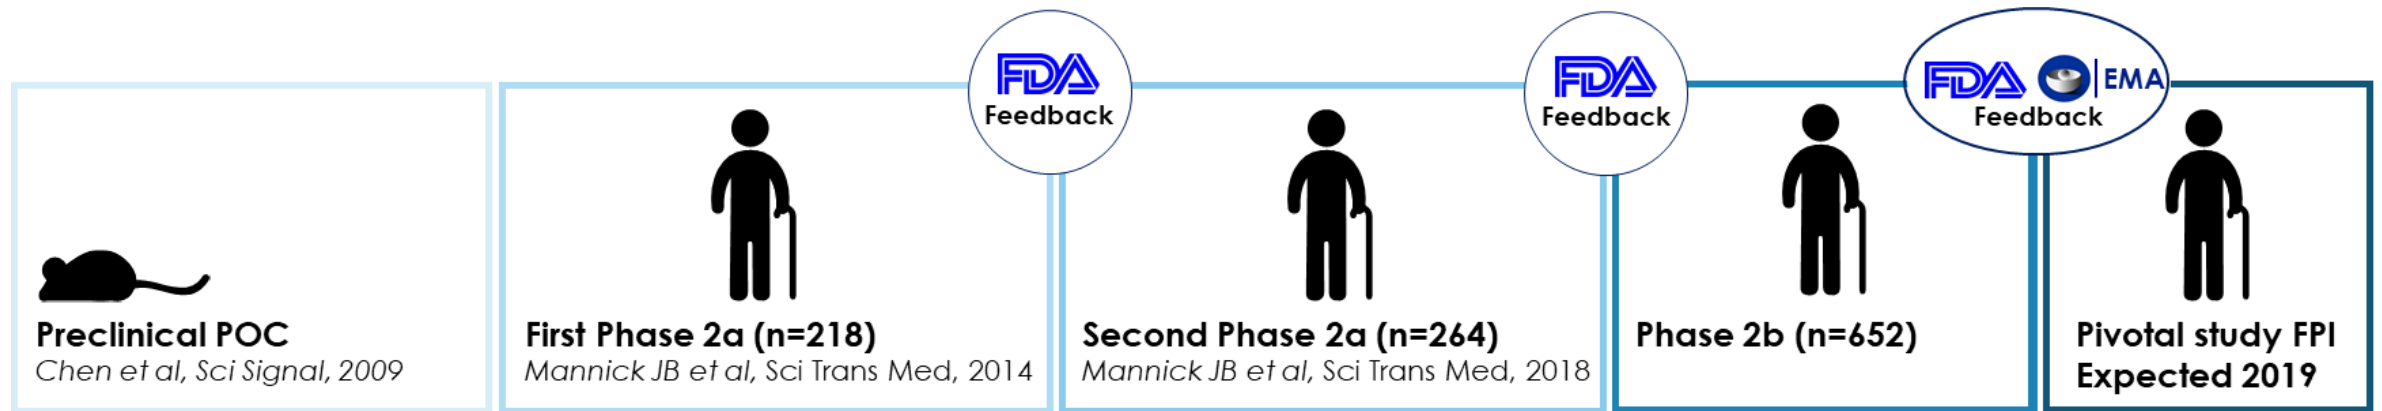 FDA
Feedback
FDA
Feedback
FDA EMA
Feedback
Preclinical POC
Chen et al, Sci Signal, 2009
First Phase 2a (n=218)
Mannick JB et al, Sci Trans Med, 2014
Second Phase 2a (n=264)
Mannick JB et al, Sci Trans Med, 2018
Phase 2b (n=652)
Pivotal study FPI
Expected 2019